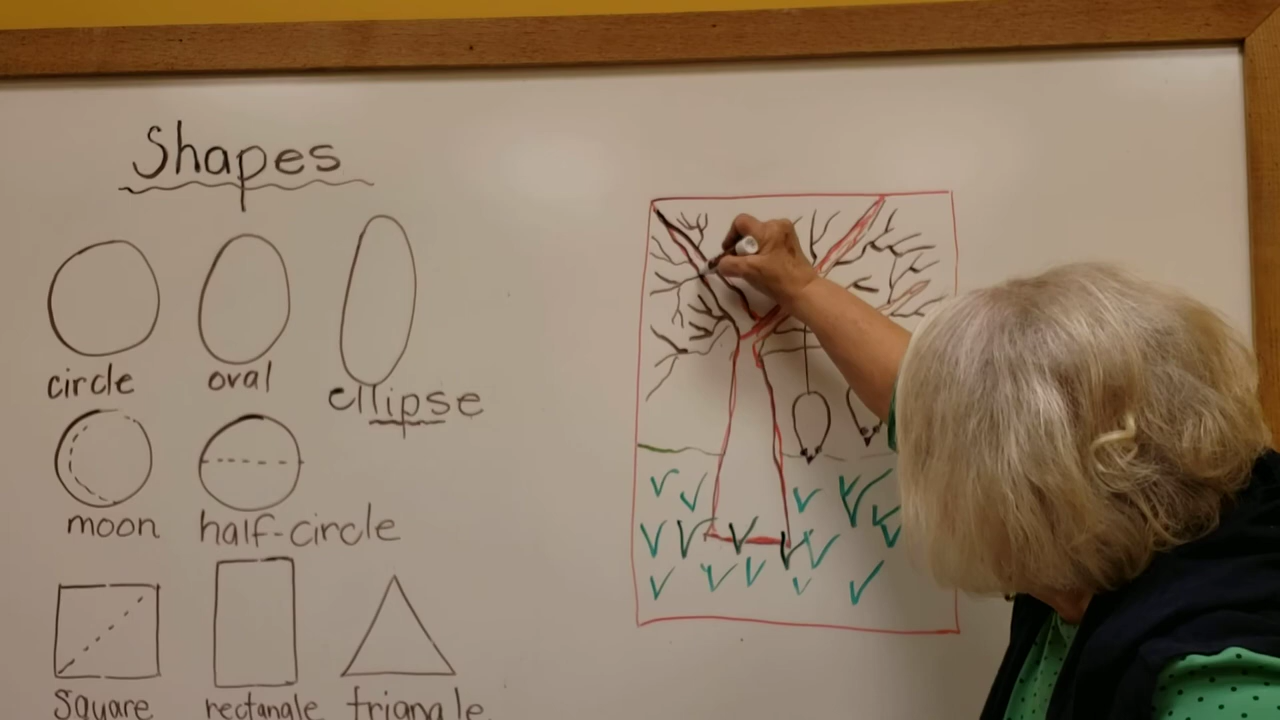 Shapes
circle oval ellipse
moon half-circle
square rectangle triangle